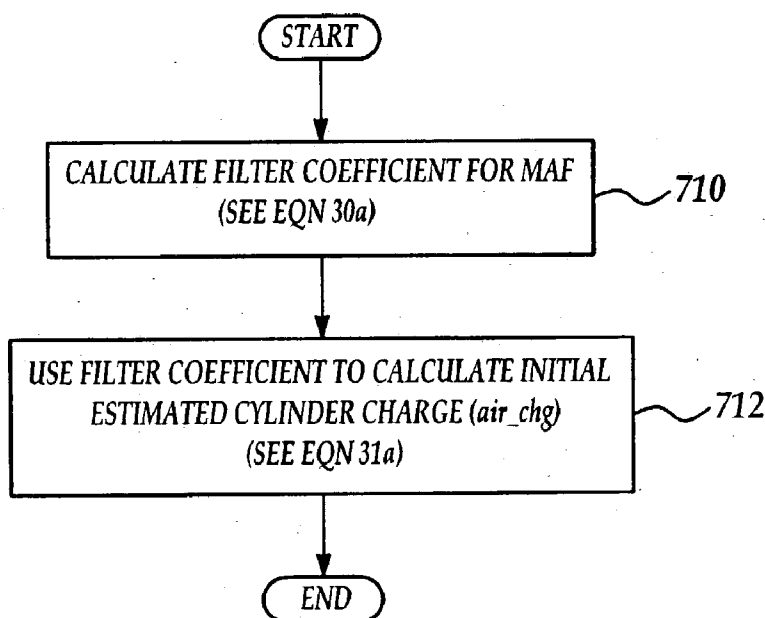 START
CALCULATE FILTER COEFFICIENT FOR MAF
(SEE EQN 30a)
710
USE FILTER COEFFICIENT TO CALCULATE INITIAL
ESTIMATED CYLINDER CHARGE (air_chg)
(SEE EQN 31a)
712
END